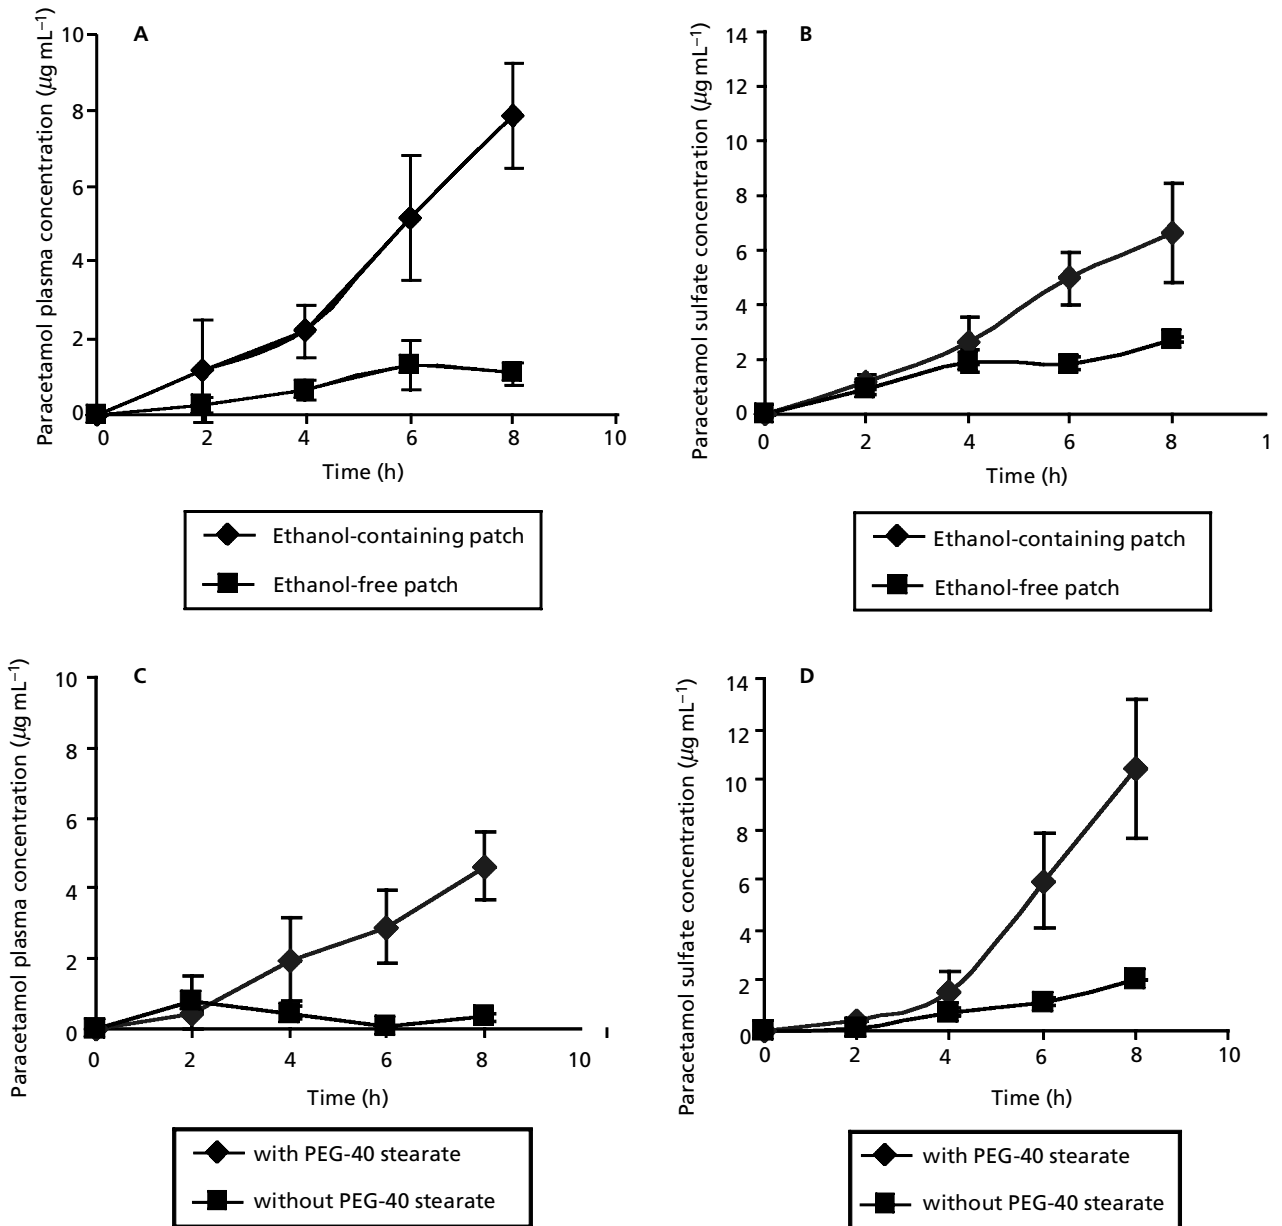 A
Paracetamol plasma concentration (μg mL⁻¹)
10
8
6
4
2
0
0 2 4 6 8 10
Time (h)
Ethanol-containing patch
Ethanol-free patch
B
Paracetamol sulfate concentration (μg mL⁻¹)
14
12
10
8
6
4
2
0
0 2 4 6 8 1
Time (h)
Ethanol-containing patch
Ethanol-free patch
C
Paracetamol plasma concentration (μg mL⁻¹)
10
8
6
4
2
0
0 2 4 6 8 10
Time (h)
with PEG-40 stearate
without PEG-40 stearate
D
Paracetamol sulfate concentration (μg mL⁻¹)
14
12
10
8
6
4
2
0
0 2 4 6 8 10
Time (h)
with PEG-40 stearate
without PEG-40 stearate